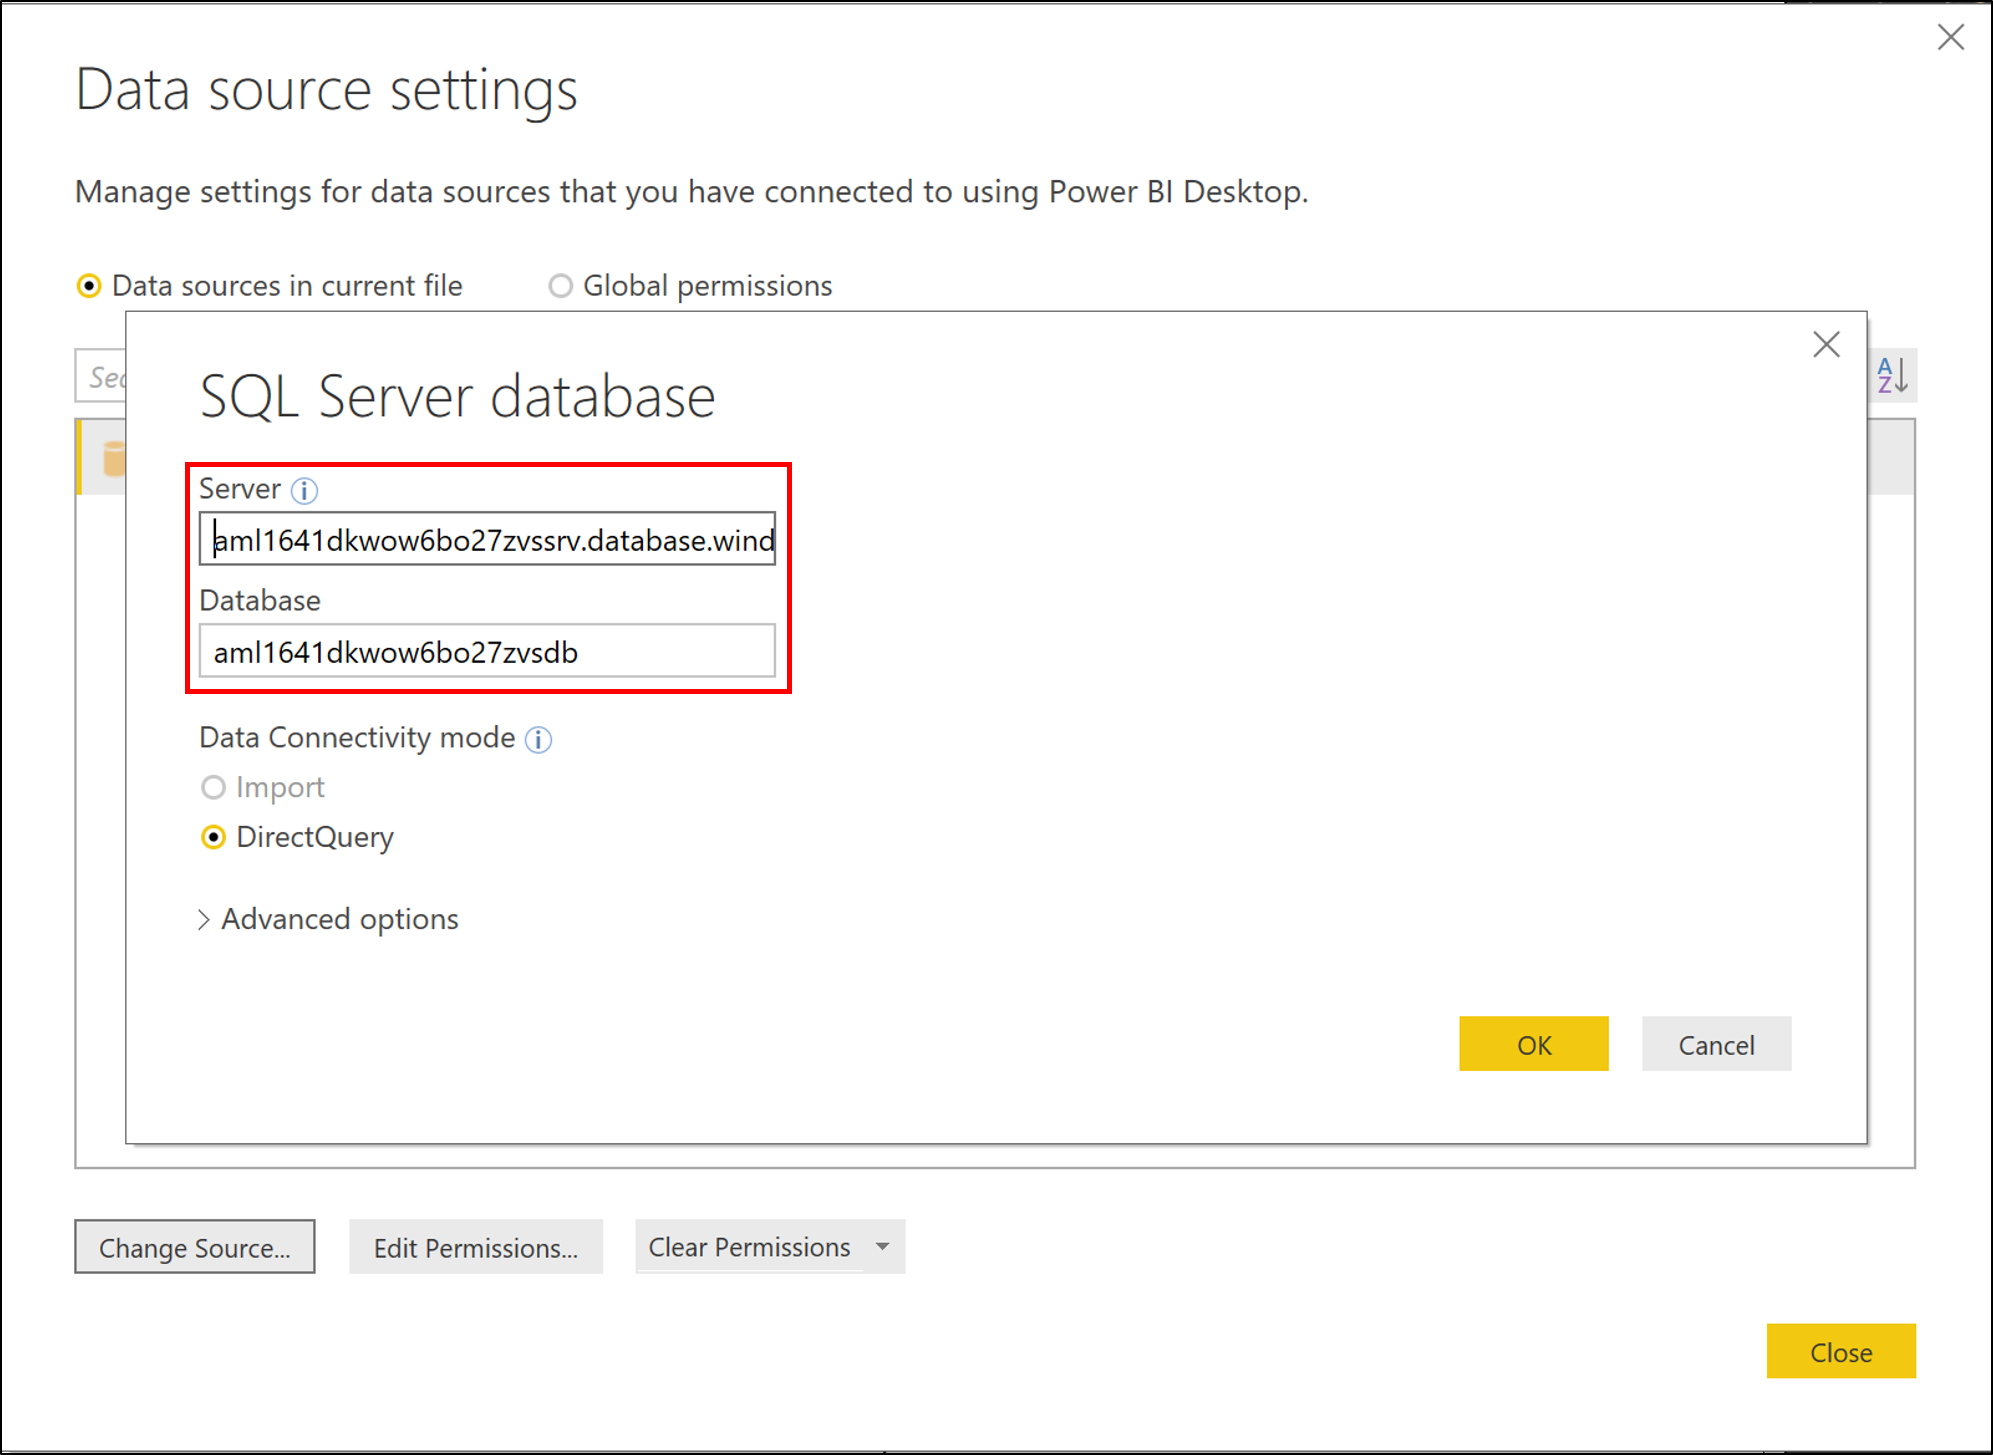 Data source settings
Manage settings for data sources that you have connected to using Power BI Desktop.
Data sources in current file Global permissions
A
Z
SQL Server database
Server
aml1641dkwow6bo27zvssrv.database.wind
Database
aml1641dkwow6bo27zvsdb
Data Connectivity mode
Import
DirectQuery
Advanced options
OK Cancel
Change Source... Edit Permissions... Clear Permissions
Close